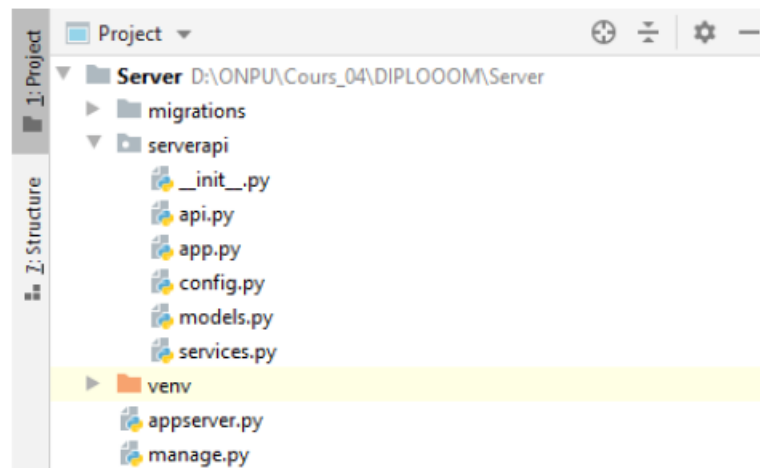 1: Project
7: Structure
Project
Server D:\ONPU\Cours_04\DIPLOOOM\Server
migrations
serverapi
__init__.py
api.py
app.py
config.py
models.py
services.py
venv
appserver.py
manage.py